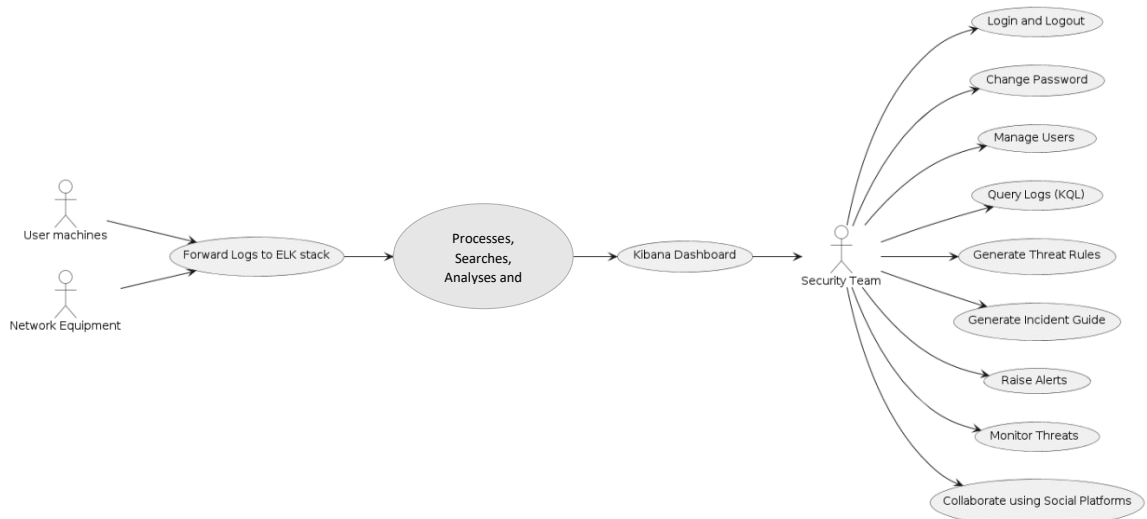 User machines
Network Equipment
Forward Logs to ELK stack
Processes,
Searches,
Analyses and
Kibana Dashboard
Security Team
Login and Logout
Change Password
Manage Users
Query Logs (KQL)
Generate Threat Rules
Generate Incident Guide
Raise Alerts
Monitor Threats
Collaborate using Social Platforms